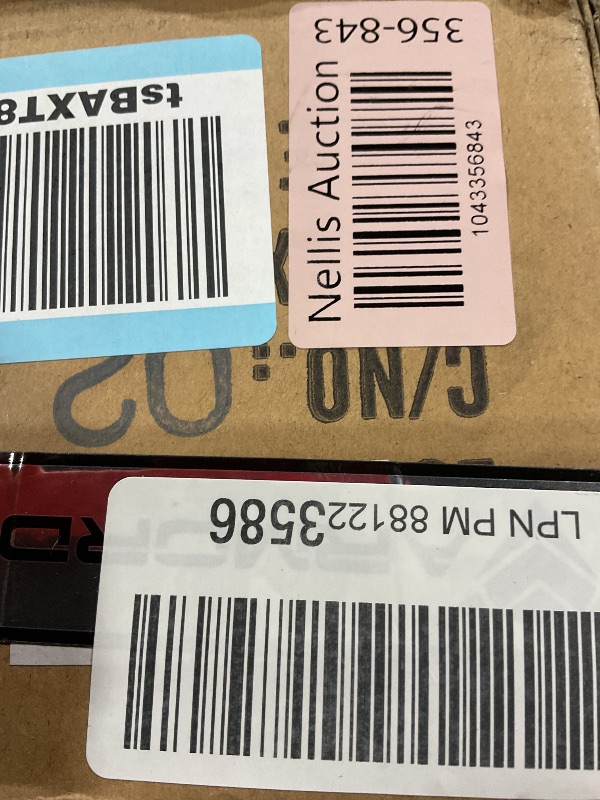 356-843
Nellis Auction
1043356843
tsBAXT8
C/NO.: 02
LPN PM 881223586